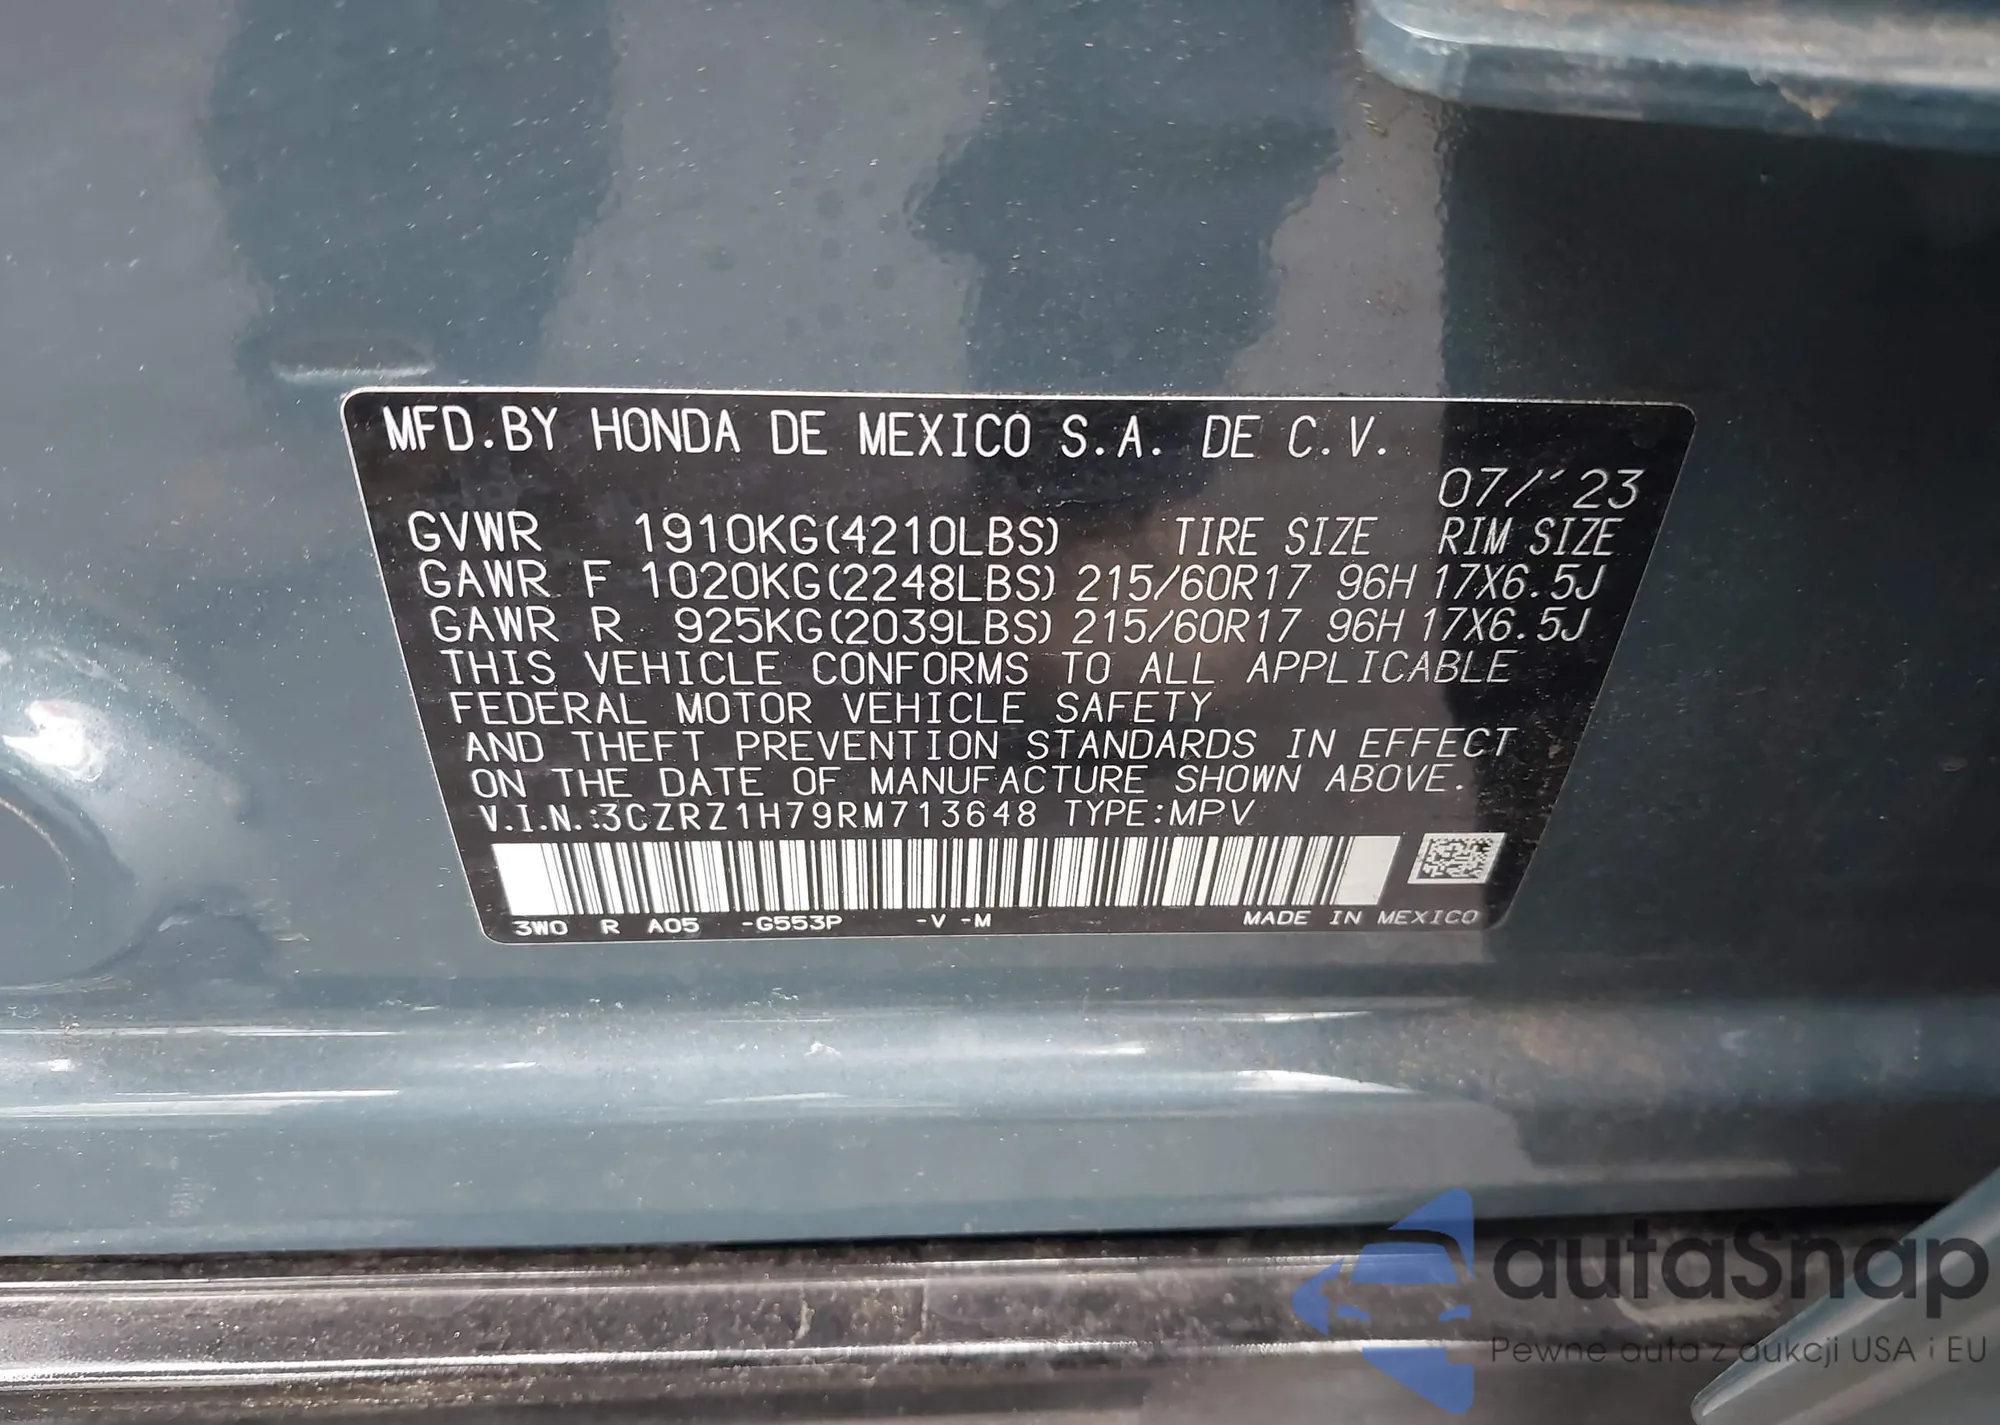 MFD.BY HONDA DE MEXICO S.A. DE C.V.
07/'23
GVWR 1910KG(4210LBS) TIRE SIZE RIM SIZE
GAWR F 1020KG(2248LBS) 215/60R17 96H 17X6.5J
GAWR R 925KG(2039LBS) 215/60R17 96H 17X6.5J
THIS VEHICLE CONFORMS TO ALL APPLICABLE
FEDERAL MOTOR VEHICLE SAFETY
AND THEFT PREVENTION STANDARDS IN EFFECT
ON THE DATE OF MANUFACTURE SHOWN ABOVE.
V.I.N.:3CZRZ1H79RM713648 TYPE:MPV
3W0 R A05 -G553P -V -M MADE IN MEXICO
autaSnap
Pewne auta z aukcji USA i EU